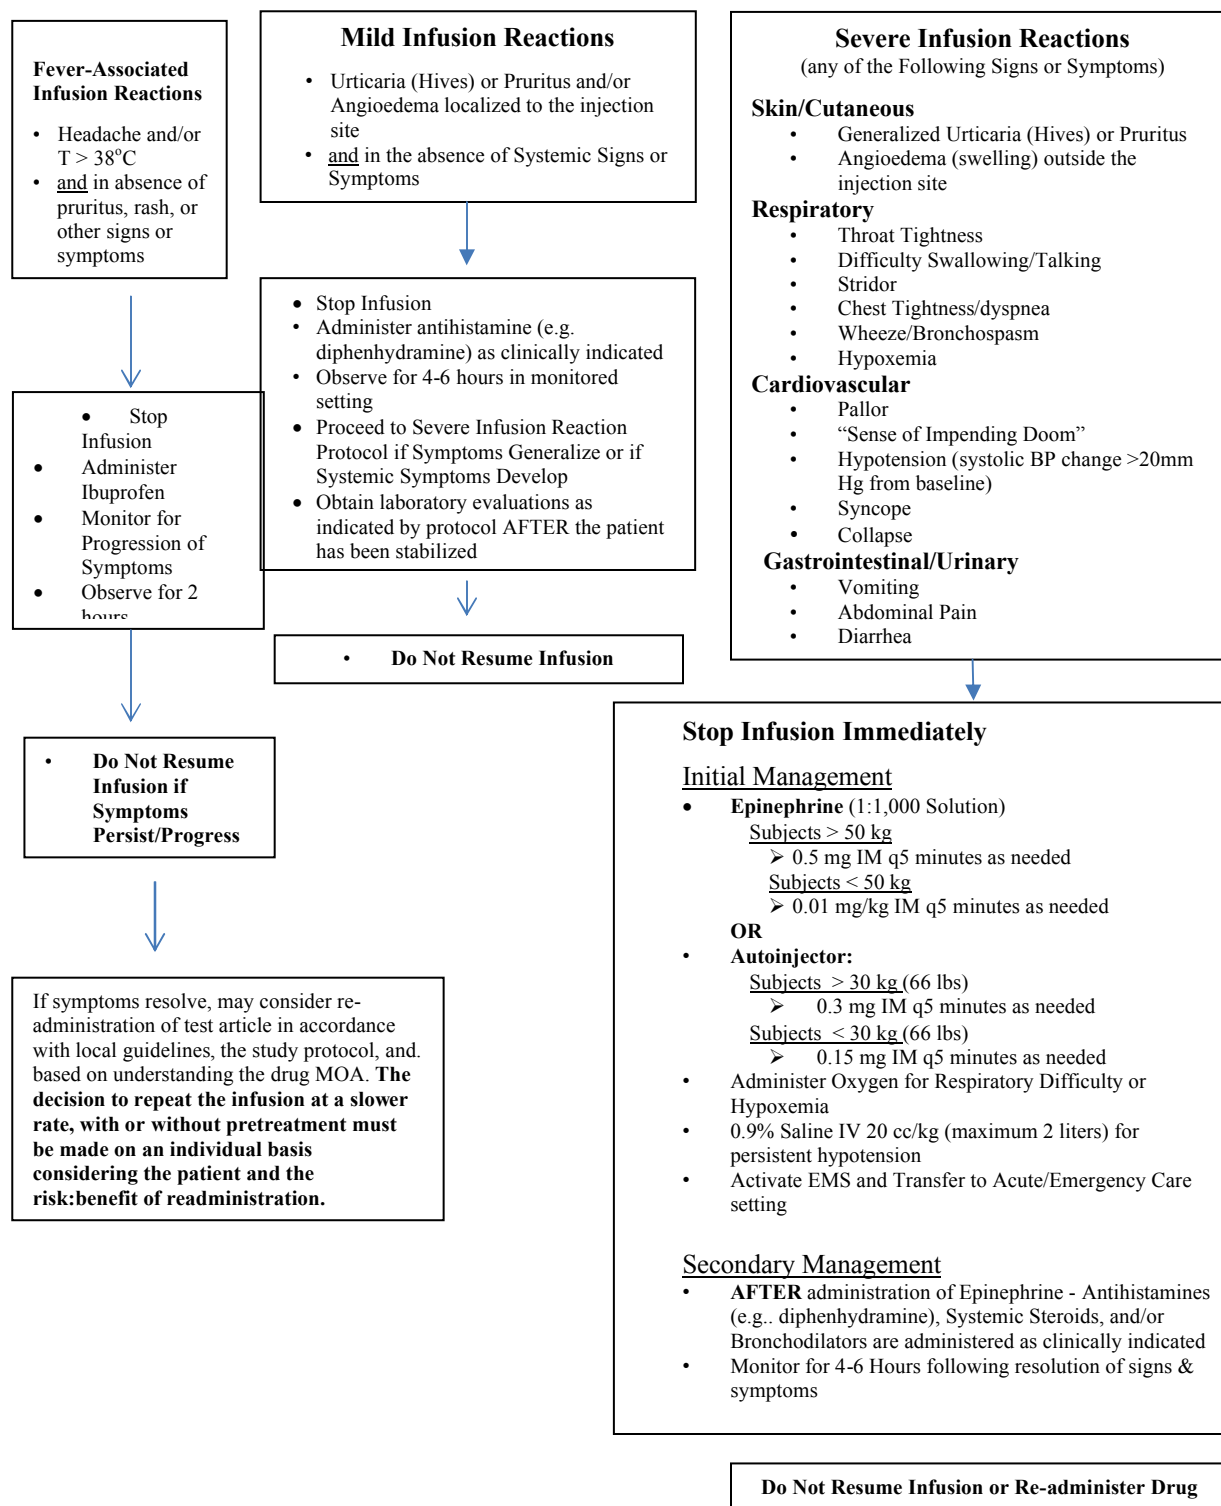 Fever-Associated
Infusion Reactions
• Headache and/or
T > 38°C
• and in absence of
pruritus, rash, or
other signs or
symptoms
• Stop
Infusion
• Administer
Ibuprofen
• Monitor for
Progression of
Symptoms
• Observe for 2
hours
• Do Not Resume
Infusion if
Symptoms
Persist/Progress
If symptoms resolve, may consider re-
administration of test article in accordance
with local guidelines, the study protocol, and.
based on understanding the drug MOA. The
decision to repeat the infusion at a slower
rate, with or without pretreatment must
be made on an individual basis
considering the patient and the
risk:benefit of readministration.
Mild Infusion Reactions
• Urticaria (Hives) or Pruritus and/or
Angioedema localized to the injection
site
• and in the absence of Systemic Signs or
Symptoms
• Stop Infusion
• Administer antihistamine (e.g.
diphenhydramine) as clinically indicated
• Observe for 4-6 hours in monitored
setting
• Proceed to Severe Infusion Reaction
Protocol if Symptoms Generalize or if
Systemic Symptoms Develop
• Obtain laboratory evaluations as
indicated by protocol AFTER the patient
has been stabilized
• Do Not Resume Infusion
Severe Infusion Reactions
(any of the Following Signs or Symptoms)
Skin/Cutaneous
• Generalized Urticaria (Hives) or Pruritus
• Angioedema (swelling) outside the
injection site
Respiratory
• Throat Tightness
• Difficulty Swallowing/Talking
• Stridor
• Chest Tightness/dyspnea
• Wheeze/Bronchospasm
• Hypoxemia
Cardiovascular
• Pallor
• “Sense of Impending Doom”
• Hypotension (systolic BP change >20mm
Hg from baseline)
• Syncope
• Collapse
Gastrointestinal/Urinary
• Vomiting
• Abdominal Pain
• Diarrhea
Stop Infusion Immediately
Initial Management
• Epinephrine (1:1,000 Solution)
Subjects > 50 kg
➢ 0.5 mg IM q5 minutes as needed
Subjects < 50 kg
➢ 0.01 mg/kg IM q5 minutes as needed
OR
• Autoinjector:
Subjects > 30 kg (66 lbs)
➢ 0.3 mg IM q5 minutes as needed
Subjects < 30 kg (66 lbs)
➢ 0.15 mg IM q5 minutes as needed
• Administer Oxygen for Respiratory Difficulty or
Hypoxemia
• 0.9% Saline IV 20 cc/kg (maximum 2 liters) for
persistent hypotension
• Activate EMS and Transfer to Acute/Emergency Care
setting
Secondary Management
• AFTER administration of Epinephrine - Antihistamines
(e.g.. diphenhydramine), Systemic Steroids, and/or
Bronchodilators are administered as clinically indicated
• Monitor for 4-6 Hours following resolution of signs &
symptoms
Do Not Resume Infusion or Re-administer Drug